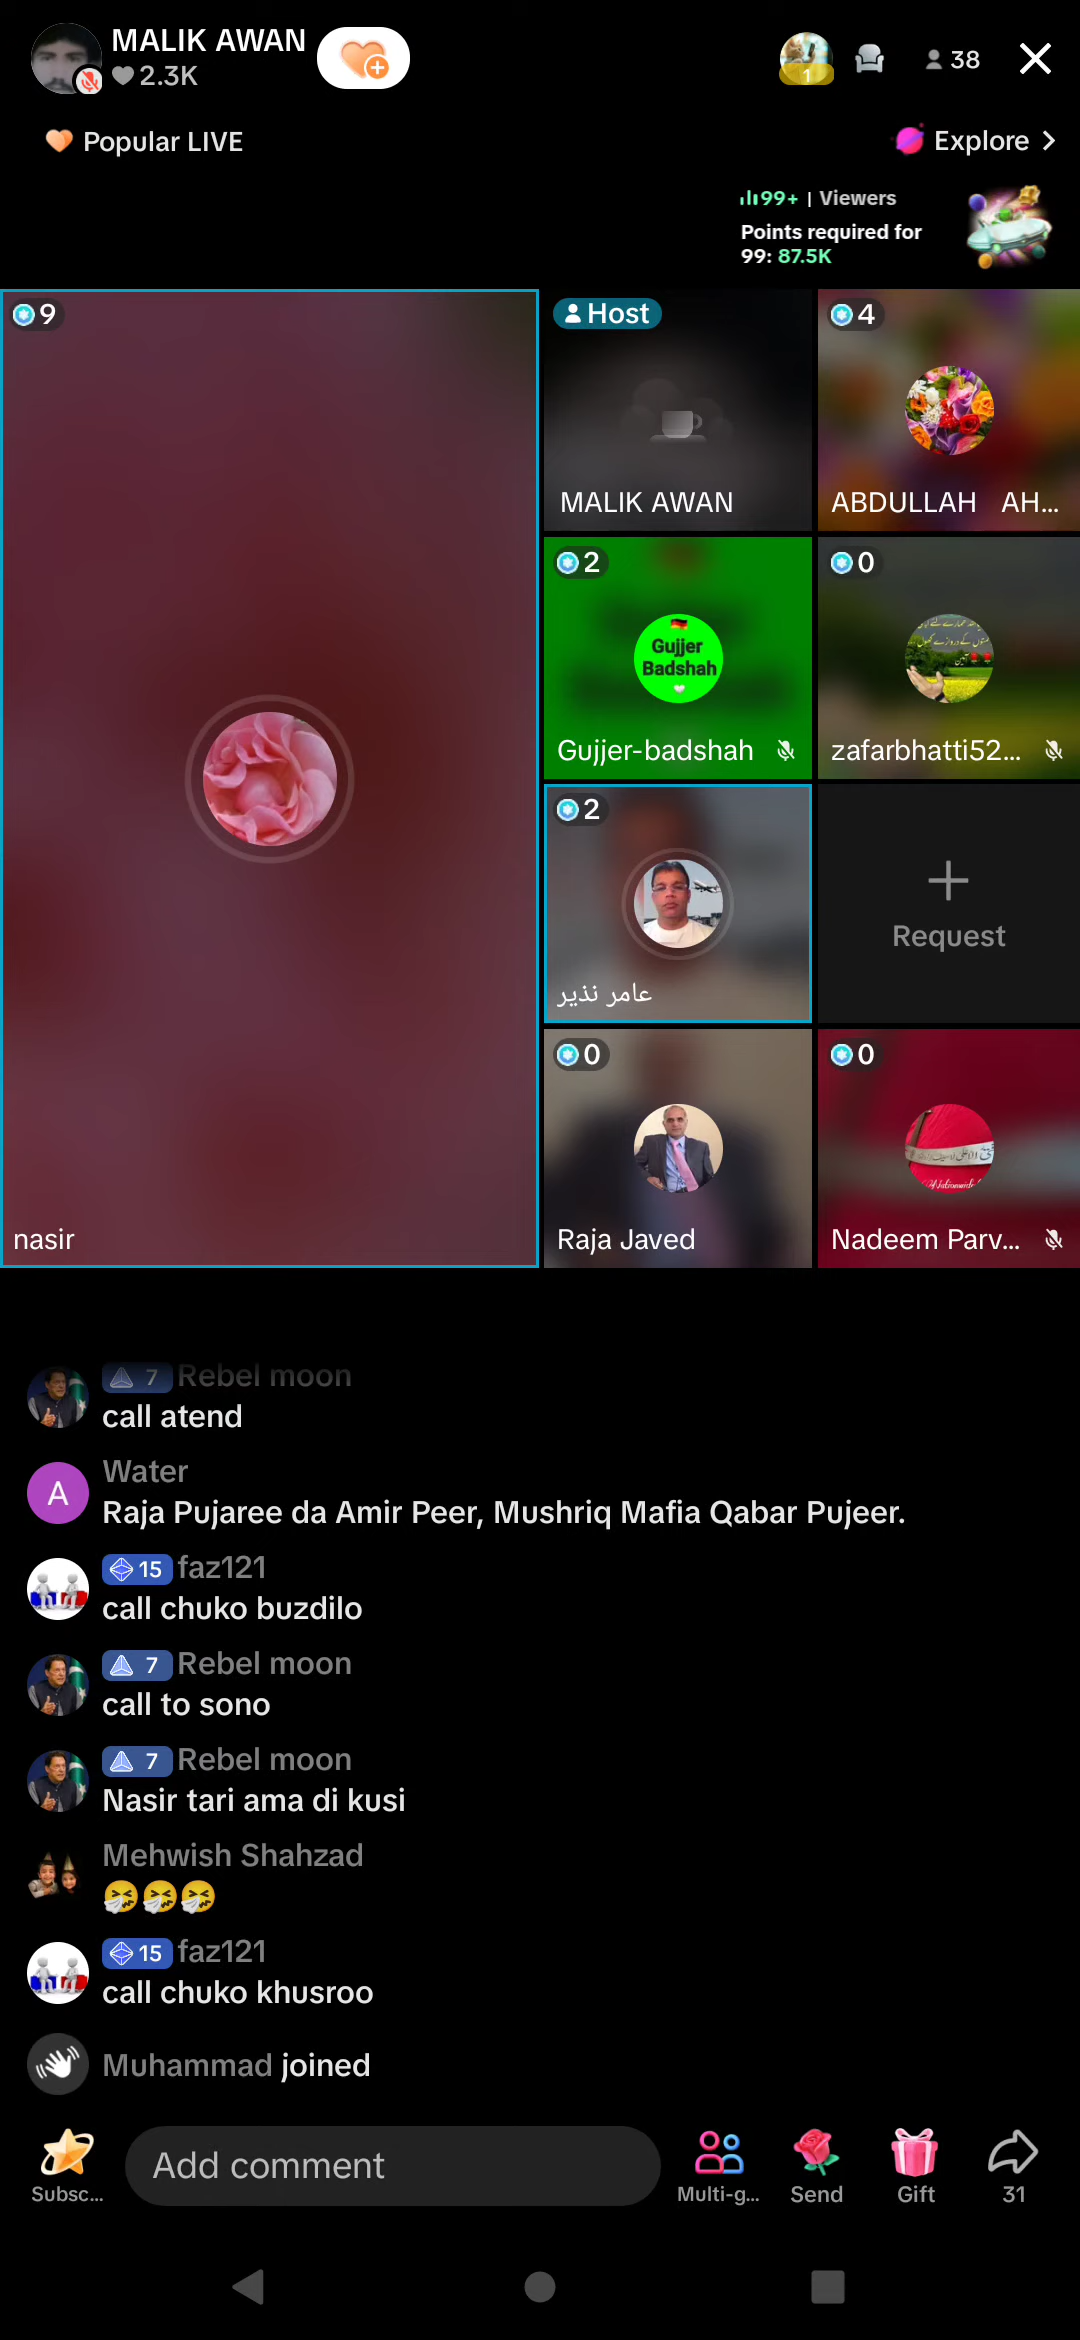 MALIK AWAN
2.3K
1
38
Popular LIVE
Explore
99+ | Viewers
Points required for
99: 87.5K
9
nasir
Host
MALIK AWAN
4
ABDULLAH AH...
2
Gujjer
Badshah
Gujjer-badshah
0
zafarbhatti52...
2
عامر نذیر
Request
0
Raja Javed
0
Nadeem Parv...
7 Rebel moon
call atend
A
Water
Raja Pujaree da Amir Peer, Mushriq Mafia Qabar Pujeer.
15 faz121
call chuko buzdilo
7 Rebel moon
call to sono
7 Rebel moon
Nasir tari ama di kusi
Mehwish Shahzad
🤧🤧🤧
15 faz121
call chuko khusroo
Muhammad joined
Subsc...
Add comment
Multi-g...
Send
Gift
31